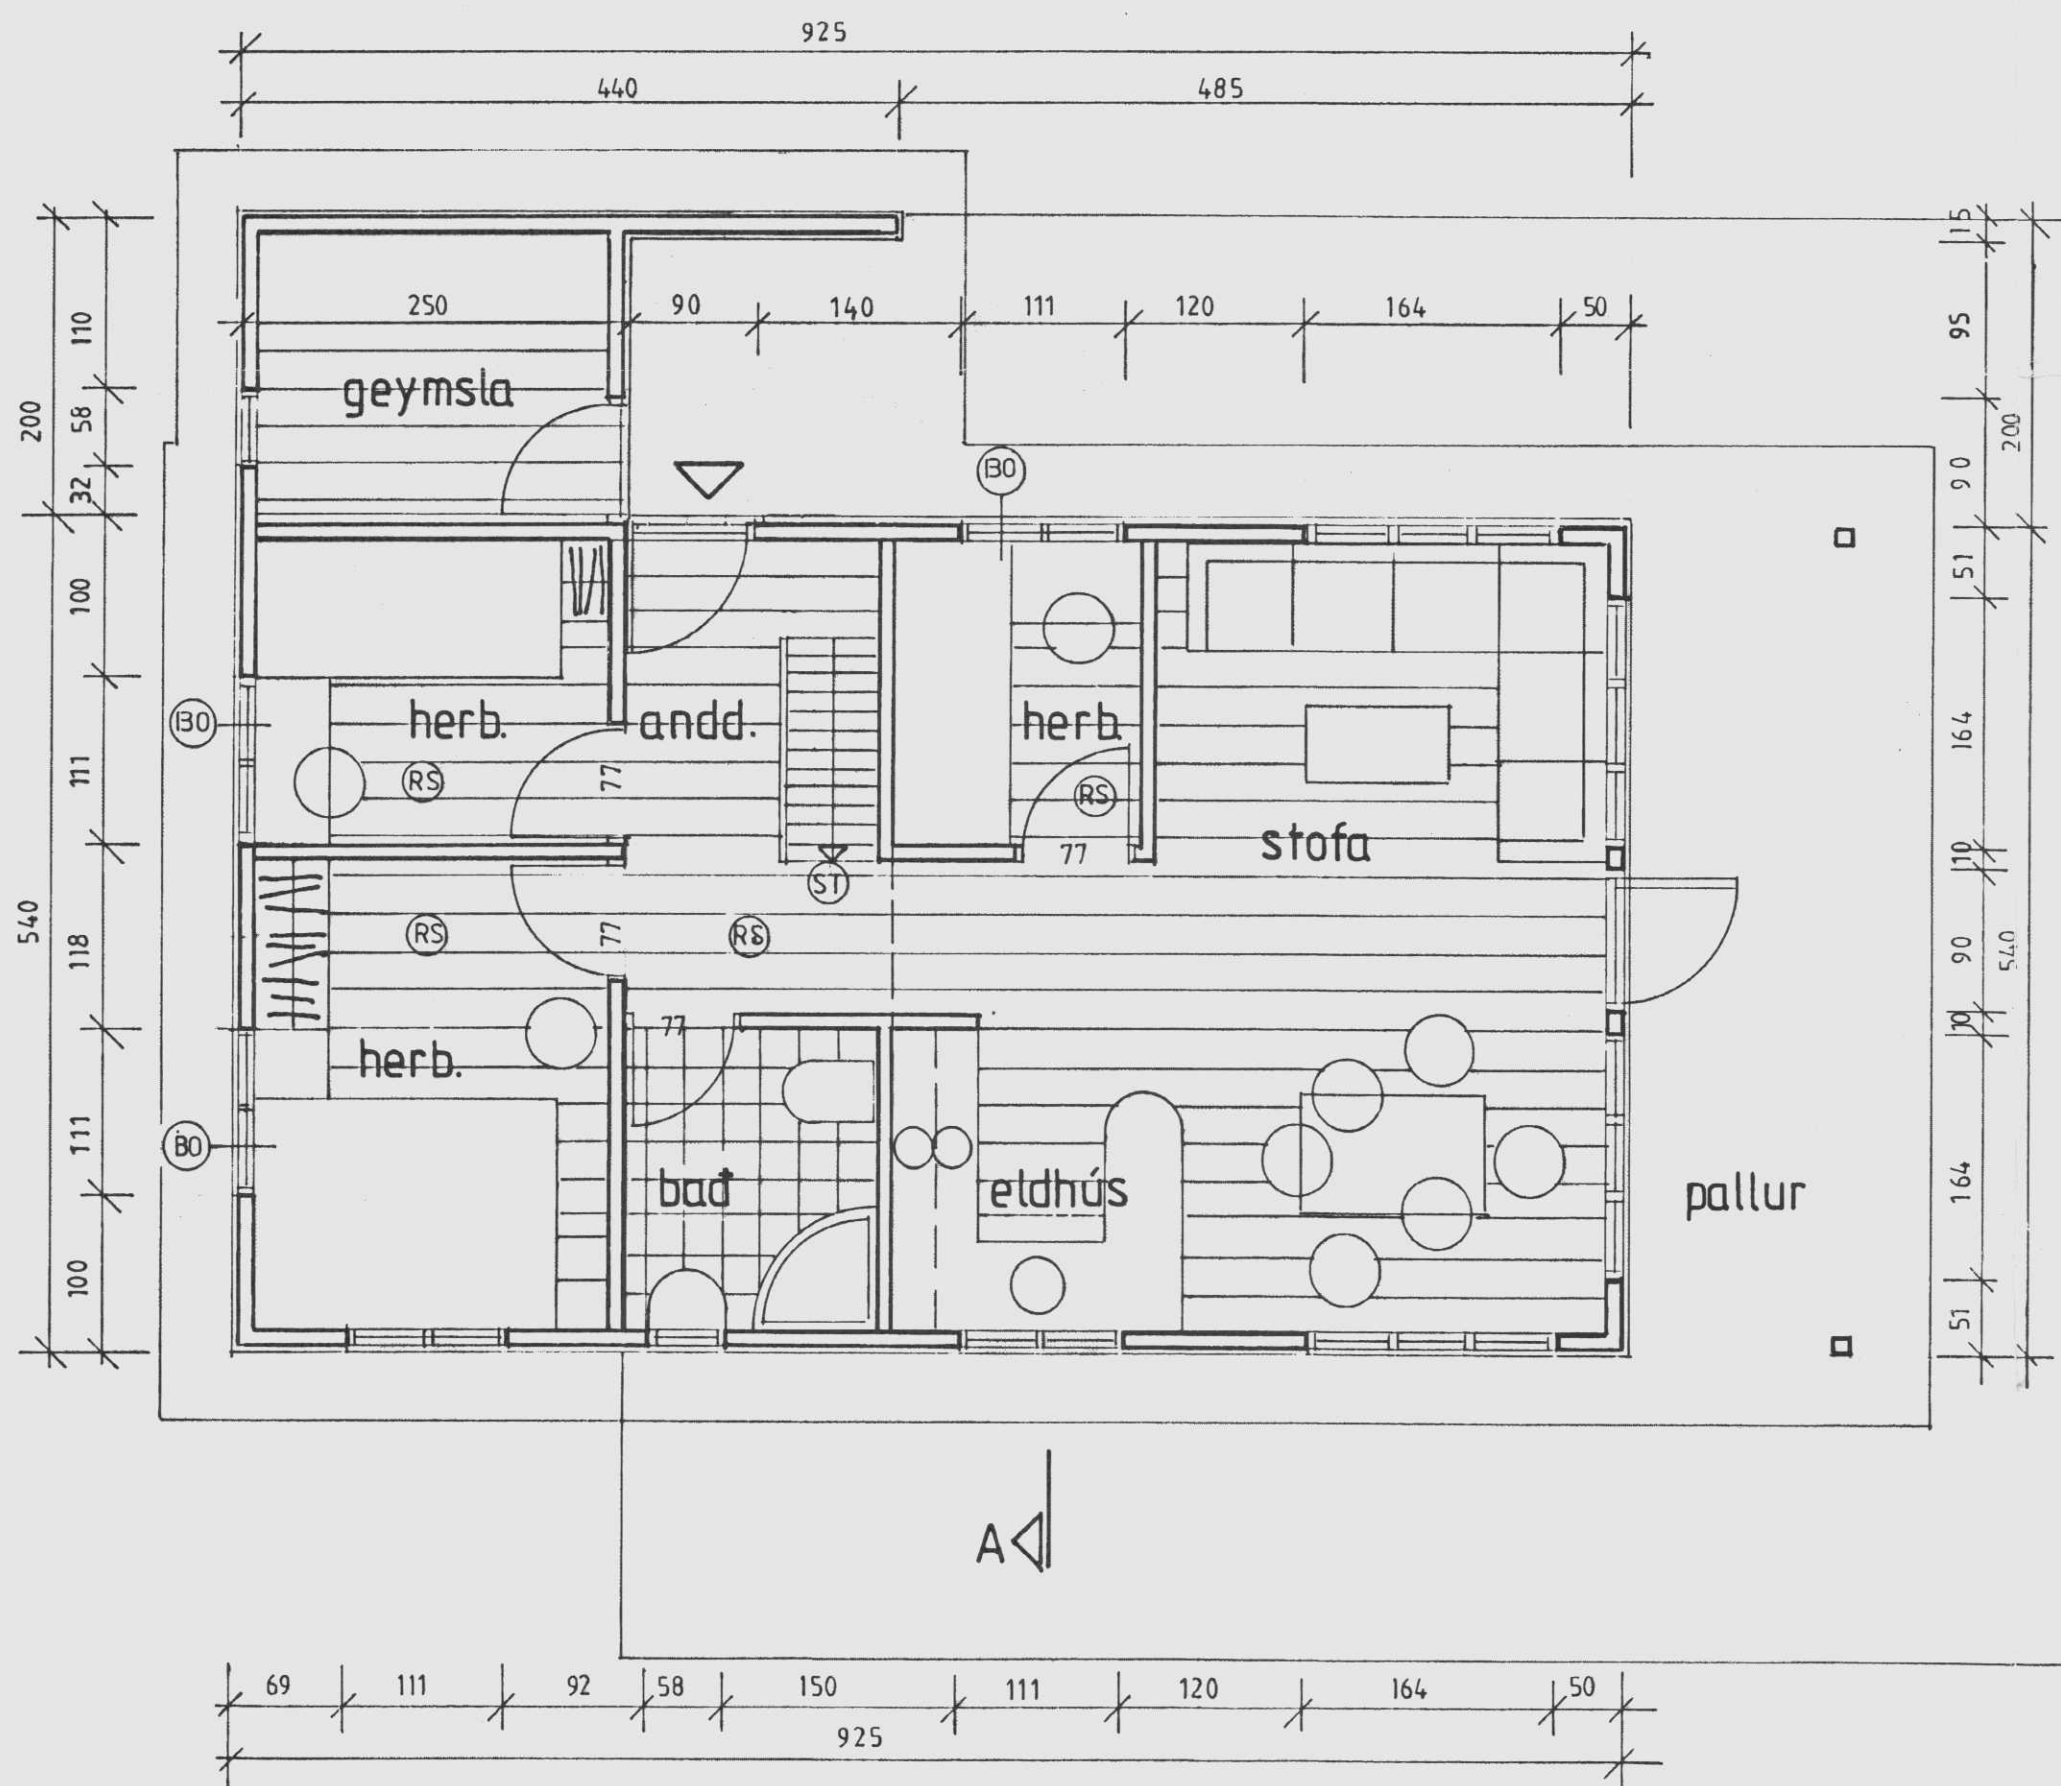 925
440 485
15
250 90 140 111 120 164 50
110
95
geymsla
58
200
200
90
32
BO
51
100
herb. andd. herb. stofa
BO
164
111
RS
77
RS
77
10
ST
540
118
RS
77
RS
90
540
77
10
herb.
BO
111
bað eldhús pallur
164
100
51
A
69 111 92 58 150 111 120 164 50
925